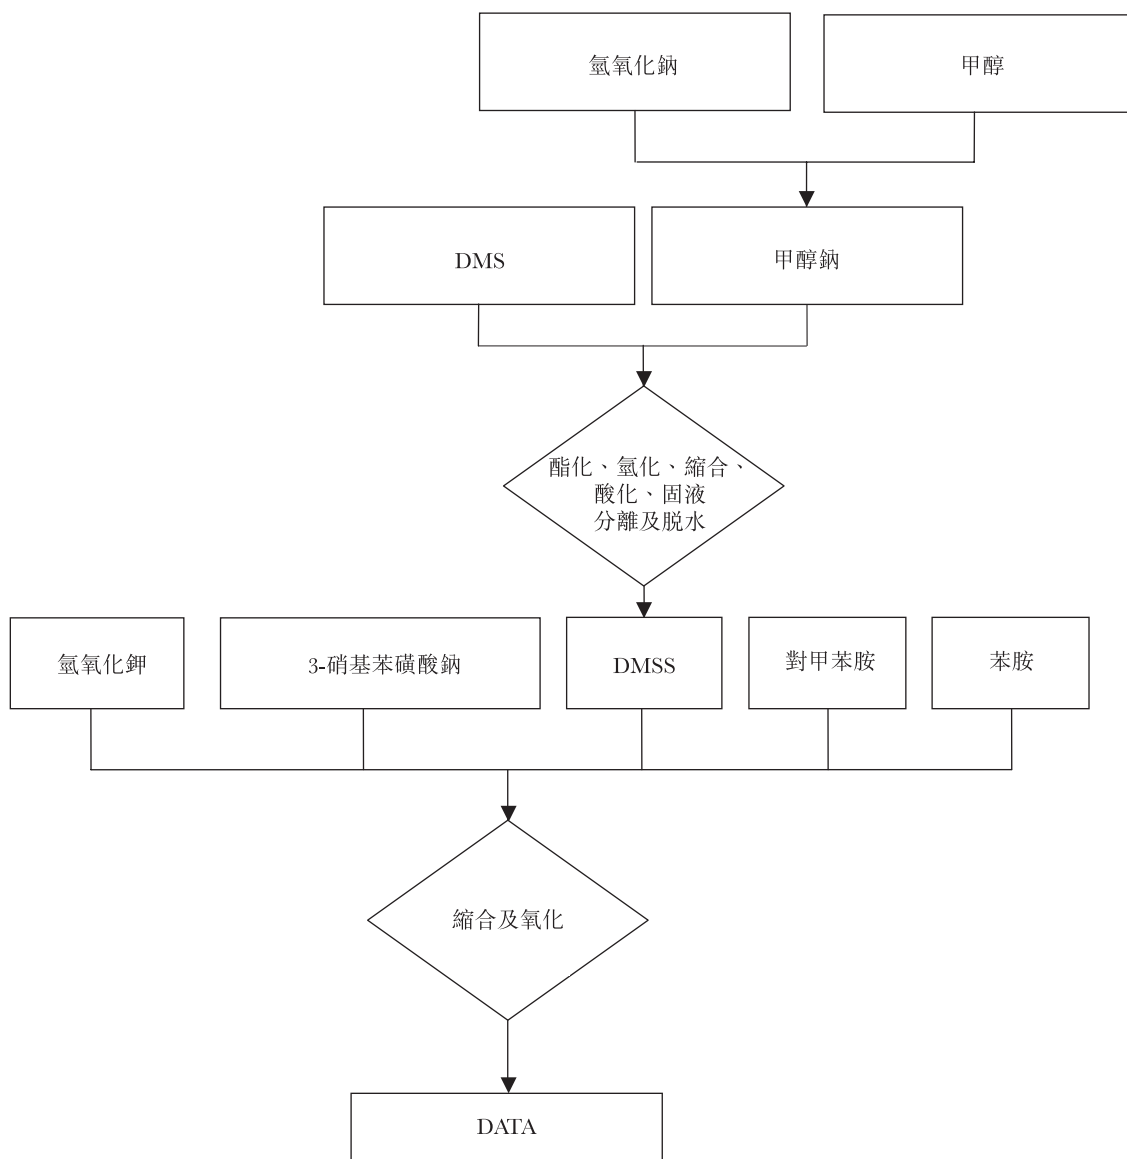 氫氧化鈉
甲醇
DMS
甲醇鈉
酯化、氫化、縮合、
酸化、固液
分離及脫水
氫氧化鉀
3-硝基苯磺酸鈉
DMSS
對甲苯胺
苯胺
縮合及氧化
DATA